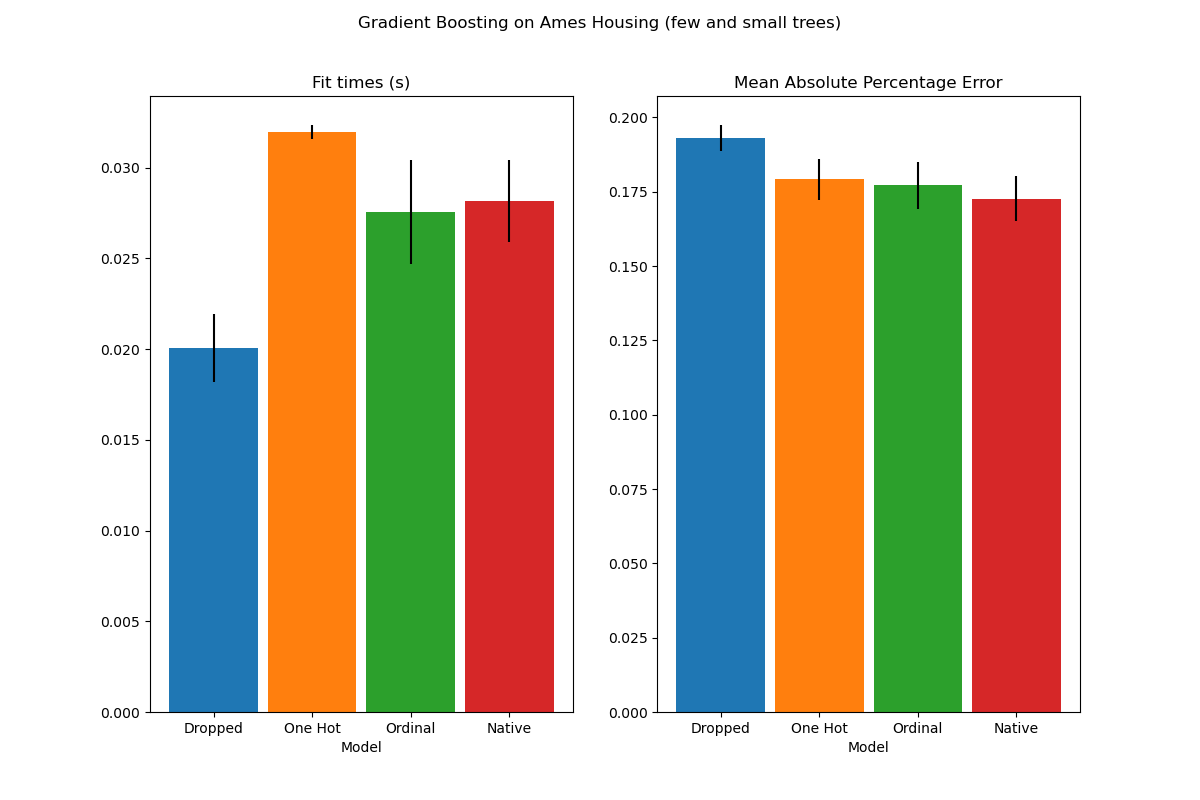 Gradient Boosting on Ames Housing (few and small trees)
Fit times (s)
0.030
0.025
0.020
0.015
0.010
0.005
0.000
Dropped One Hot Ordinal Native
Model
Mean Absolute Percentage Error
0.200
0.175
0.150
0.125
0.100
0.075
0.050
0.025
0.000
Dropped One Hot Ordinal Native
Model